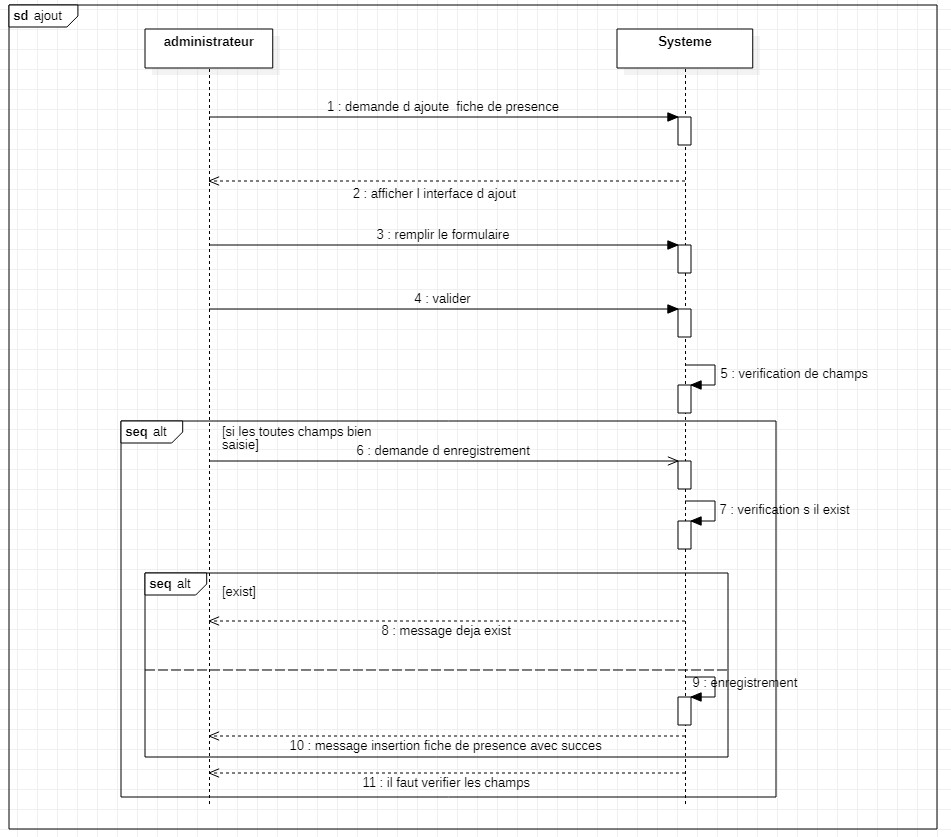 sd ajout
administrateur
Systeme
1 : demande d ajoute  fiche de presence
2 : afficher l interface d ajout
3 : remplir le formulaire
4 : valider
5 : verification de champs
seq alt
[si les toutes champs bien
saisie]
6 : demande d enregistrement
7 : verification s il exist
seq alt
[exist]
8 : message deja exist
9 : enregistrement
10 : message insertion fiche de presence avec succes
11 : il faut verifier les champs